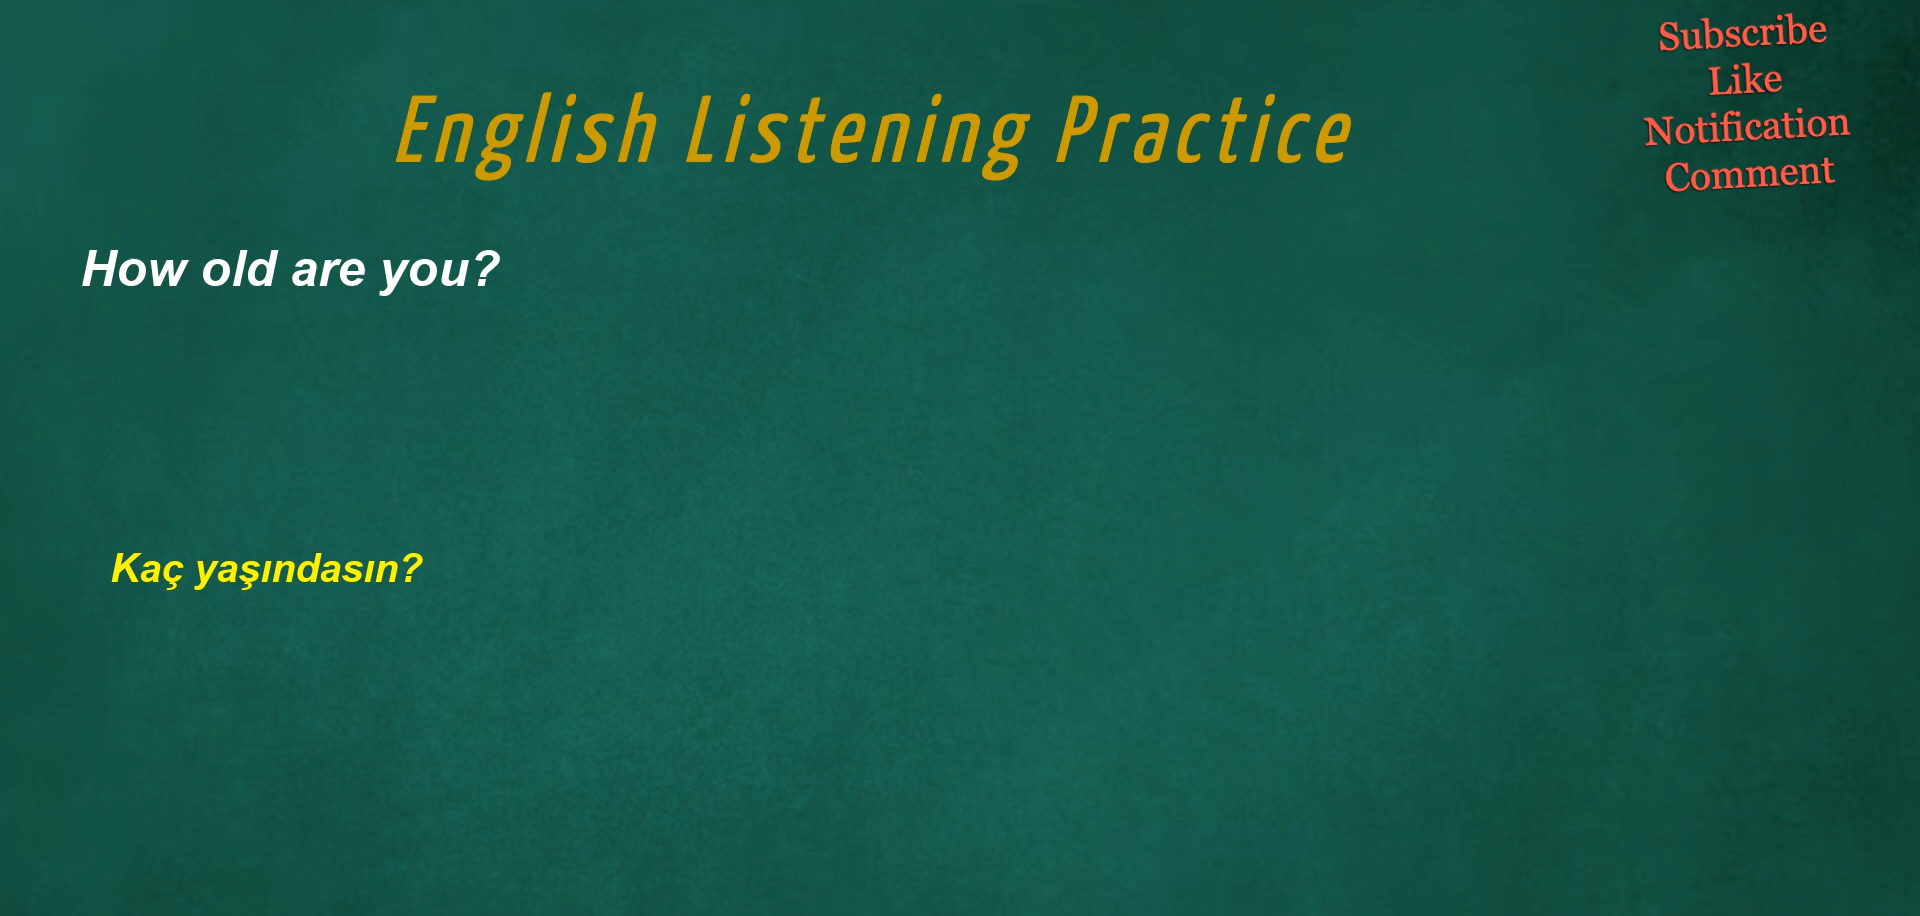 English Listening Practice
Subscribe
Like
Notification
Comment
How old are you?
Kaç yaşındasın?